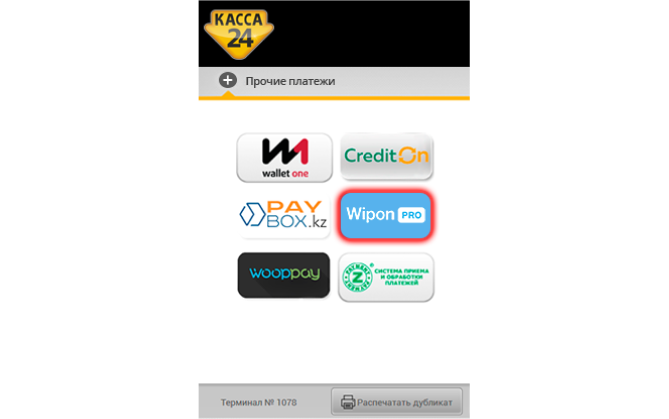 КАССА
24
Прочие платежи
wallet one
CreditOn
PAY
BOX.kz
Wipon PRO
wooppay
СИСТЕМА ПРИЕМА
И ОБРАБОТКИ
ПЛАТЕЖЕЙ
Терминал № 1078
Распечатать дубликат